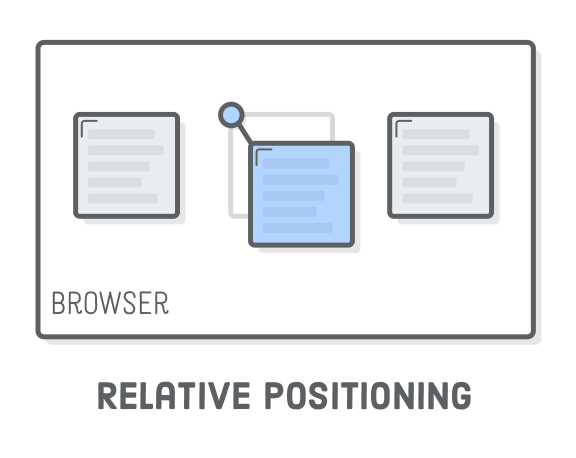 BROWSER
RELATIVE POSITIONING